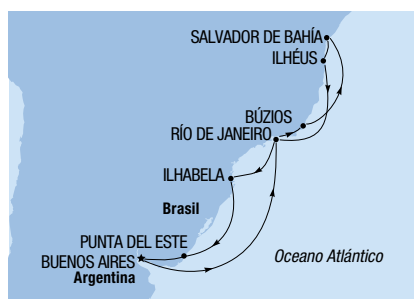 SALVADOR DE BAHÍA
ILHÉUS
BÚZIOS
RÍO DE JANEIRO
ILHABELA
Brasil
PUNTA DEL ESTE
BUENOS AIRES
Argentina
Oceano Atlántico